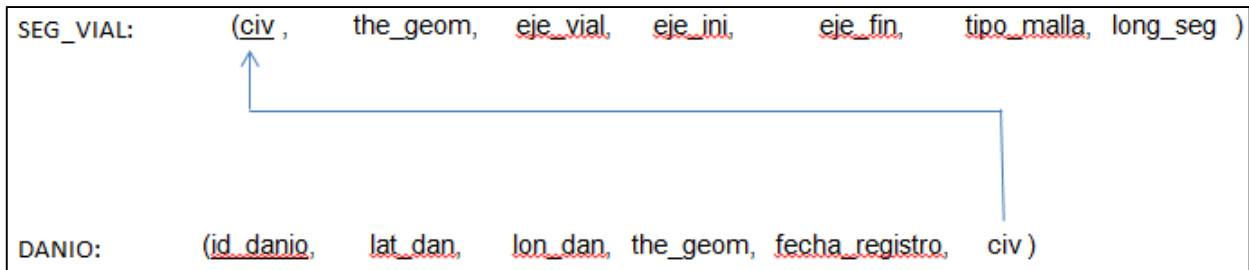 SEG_VIAL: (civ , the_geom, eje_vial, eje_ini, eje_fin, tipo_malla, long_seg )
DANIO: (id_danio, lat_dan, lon_dan, the_geom, fecha_registro, civ )